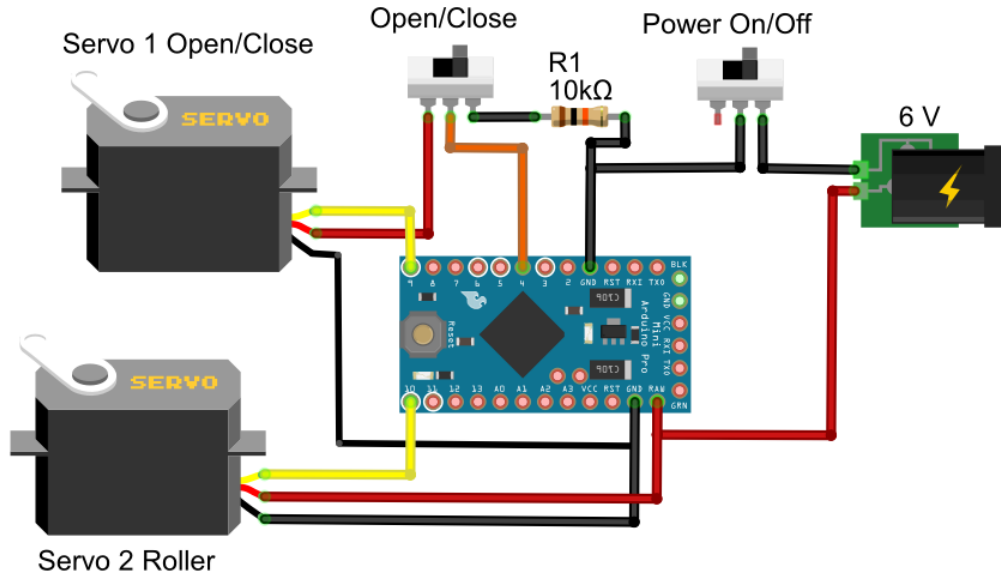 Open/Close
Power On/Off
Servo 1 Open/Close
R1
10kΩ
6 V
SERVO
9 8 7 6 5 4 3 2 GND RST RXI TXO
BLK
GND
VCC
RXI
TXO
GRN
Reset
Arduino Pro
Mini
10 11 12 13 A0 A1 A2 A3 VCC RST GND RAW
SERVO
Servo 2 Roller